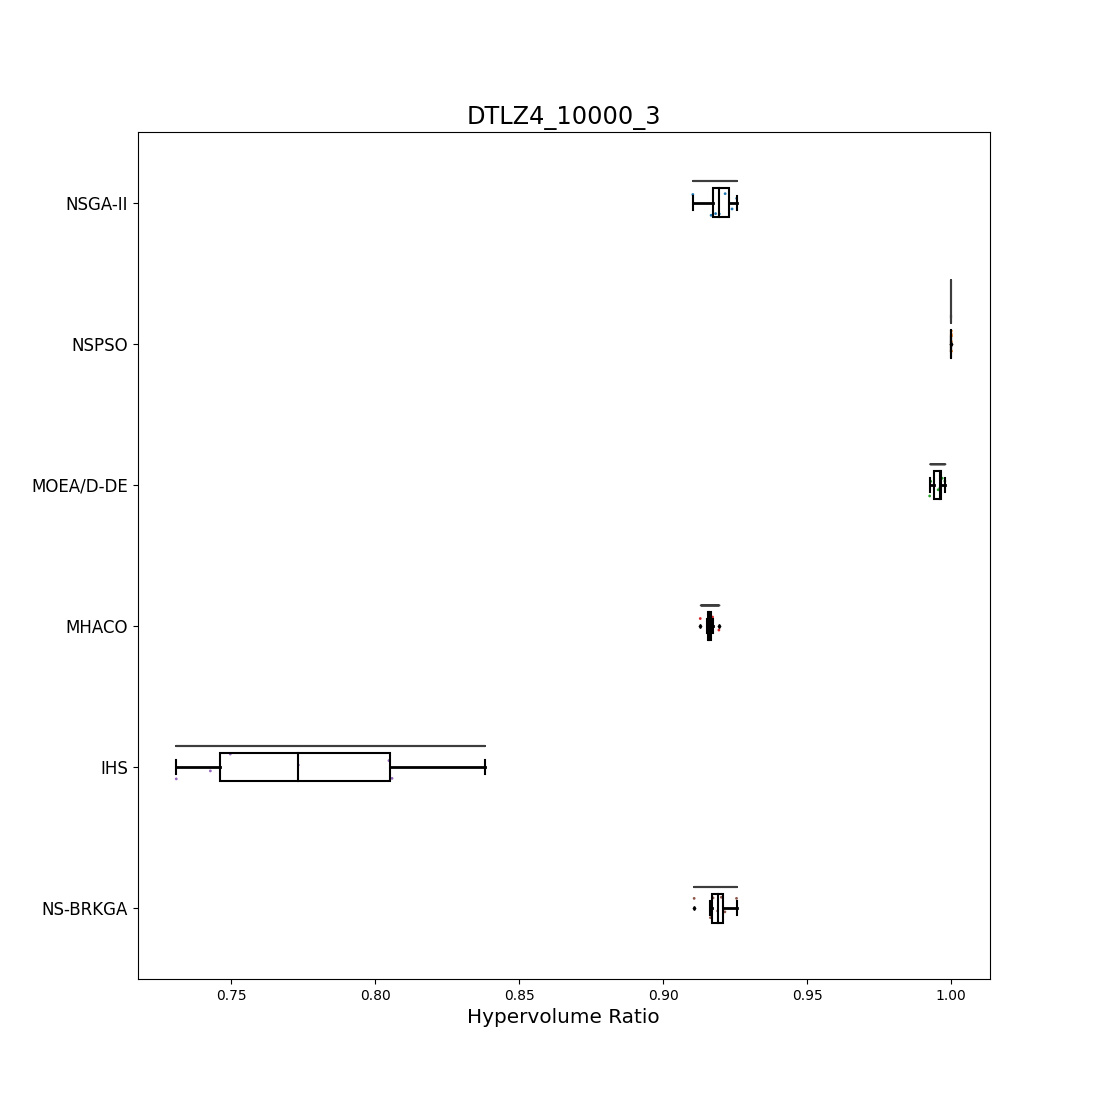 DTLZ4_10000_3
NSGA-II
NSPSO
MOEA/D-DE
MHACO
IHS
NS-BRKGA
0.75 0.80 0.85 0.90 0.95 1.00
Hypervolume Ratio